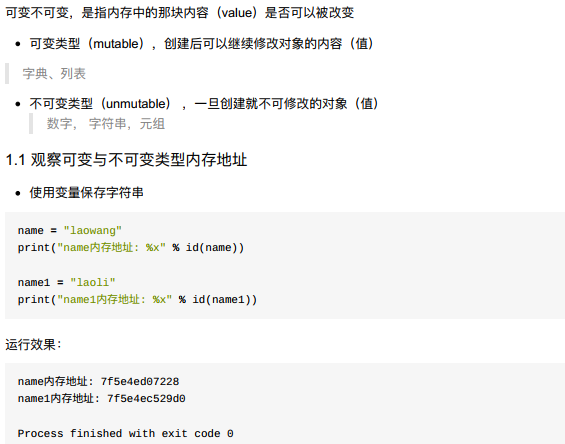 可变不可变，是指内存中的那块内容（value）是否可以被改变
可变类型（mutable），创建后可以继续修改对象的内容（值）
字典、列表
不可变类型（unmutable） ，一旦创建就不可修改的对象（值）
数字， 字符串，元组
1.1 观察可变与不可变类型内存地址
使用变量保存字符串
name = "laowang"
print("name内存地址: %x" % id(name))
name1 = "laoli"
print("name1内存地址: %x" % id(name1))
运行效果：
name内存地址: 7f5e4ed07228
name1内存地址: 7f5e4ec529d0
Process finished with exit code 0